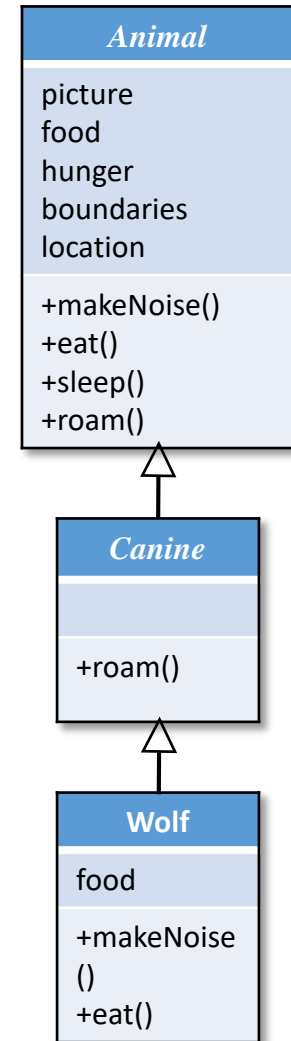 Animal
picture
food
hunger
boundaries
location
+makeNoise()
+eat()
+sleep()
+roam()
Canine
+roam()
Wolf
food
+makeNoise
()
+eat()